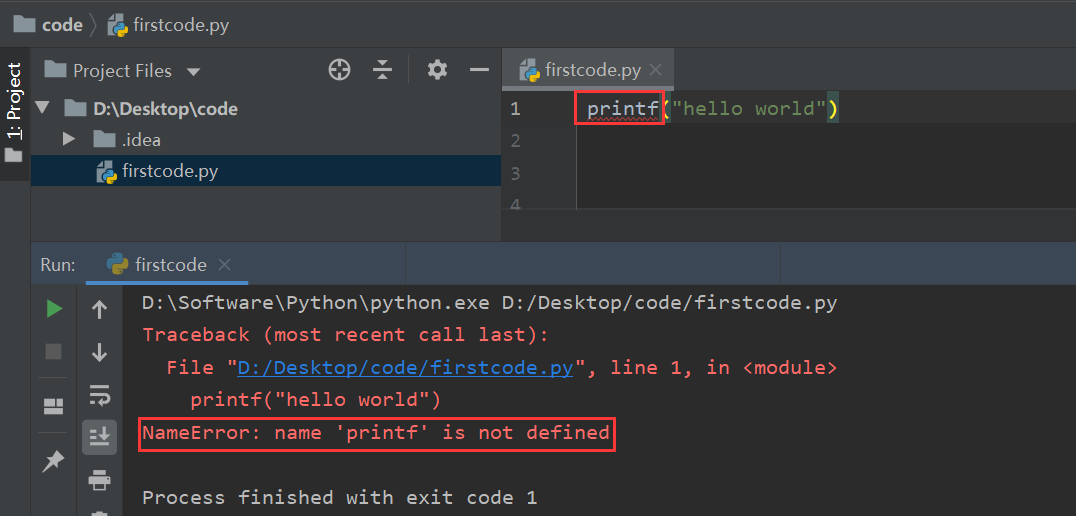 code 〉 firstcode.py
1: Project
Project Files
firstcode.py
D:\Desktop\code
.idea
firstcode.py
1 printf("hello world")
2
3
4
Run: firstcode
D:\Software\Python\python.exe D:/Desktop/code/firstcode.py
Traceback (most recent call last):
File "D:/Desktop/code/firstcode.py", line 1, in <module>
printf("hello world")
NameError: name 'printf' is not defined
Process finished with exit code 1